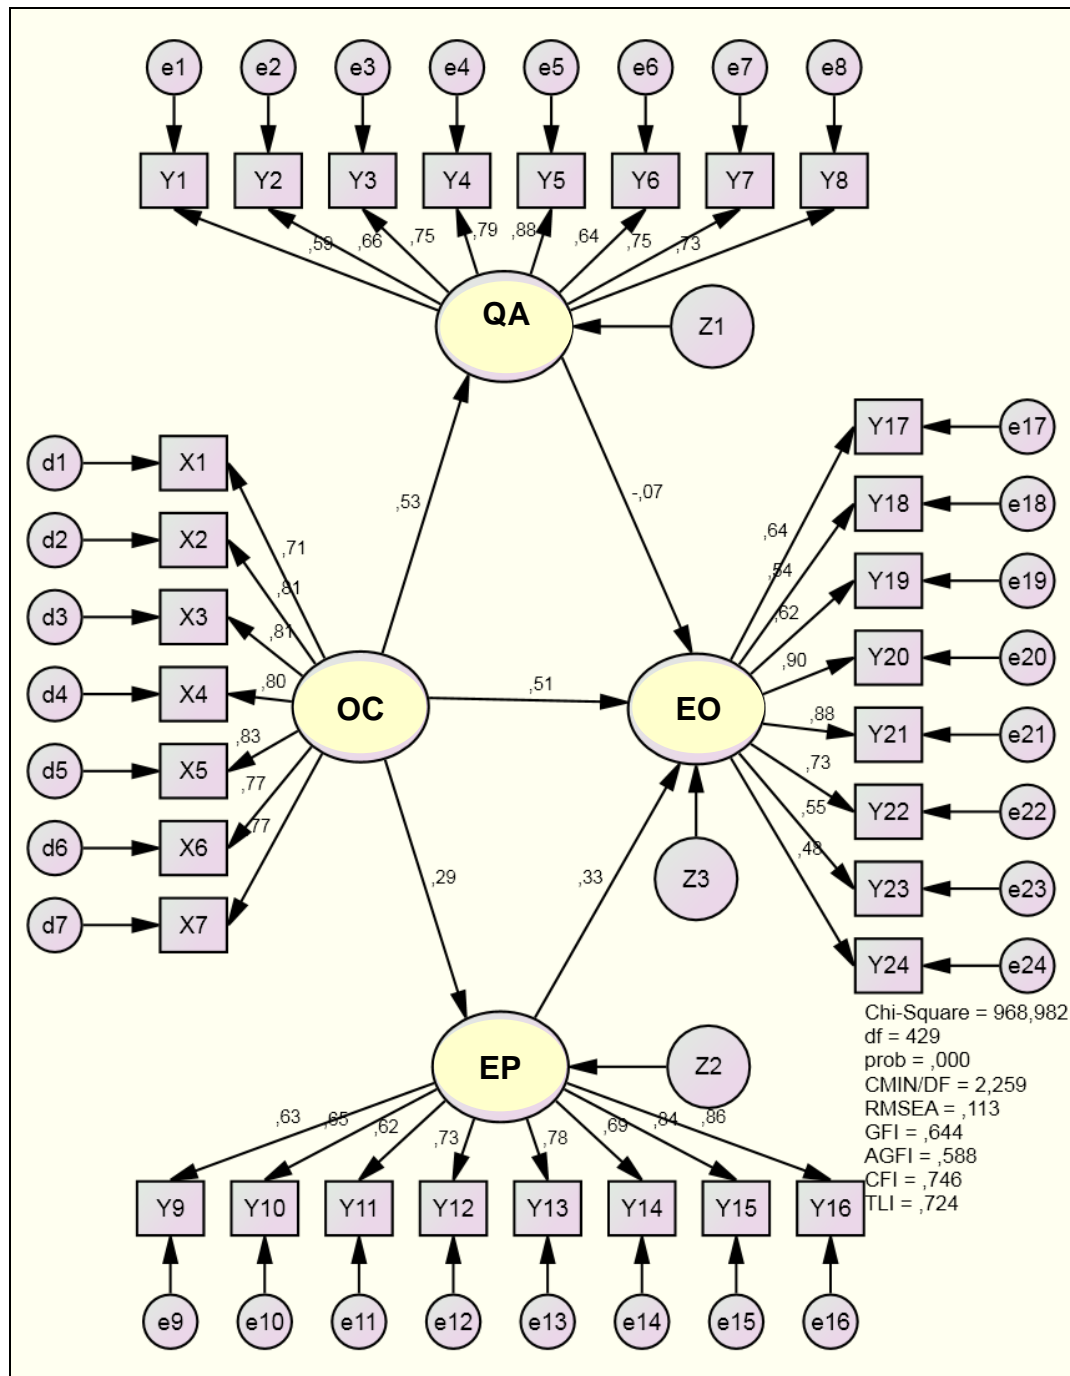 e1 e2 e3 e4 e5 e6 e7 e8
Y1 Y2 Y3 Y4 Y5 Y6 Y7 Y8
,59 ,66 ,75 ,79 ,88 ,64 ,75 ,73
QA
Z1
,53
-,07
d1 X1
d2 X2
d3 X3
d4 X4
d5 X5
d6 X6
d7 X7
,71
,81
,81
,80
,83
,77
,77
OC
,51
EO
,64
,54
,62
,90
,88
,73
,55
,48
Y17 e17
Y18 e18
Y19 e19
Y20 e20
Y21 e21
Y22 e22
Y23 e23
Y24 e24
,29
,33
Z3
EP
Z2
,63 ,65 ,62 ,73 ,78 ,69 ,84 ,86
Y9 Y10 Y11 Y12 Y13 Y14 Y15 Y16
e9 e10 e11 e12 e13 e14 e15 e16
Chi-Square = 968,982
df = 429
prob = ,000
CMIN/DF = 2,259
RMSEA = ,113
GFI = ,644
AGFI = ,588
CFI = ,746
TLI = ,724